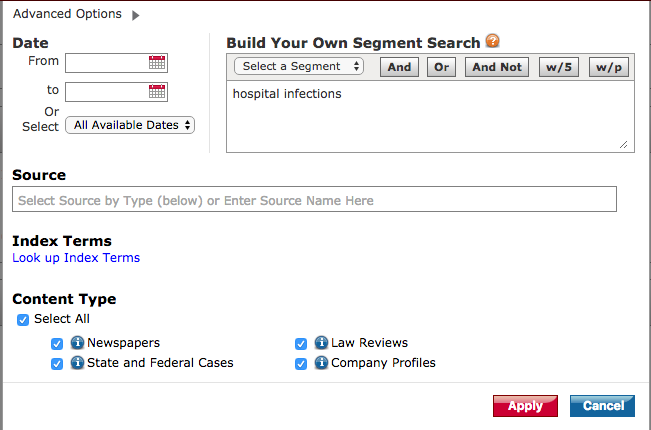 Advanced Options
Date
From
to
Or
Select All Available Dates
Build Your Own Segment Search ?
Select a Segment And Or And Not w/5 w/p
hospital infections
Source
Select Source by Type (below) or Enter Source Name Here
Index Terms
Look up Index Terms
Content Type
Select All
i Newspapers i Law Reviews
i State and Federal Cases i Company Profiles
Apply Cancel